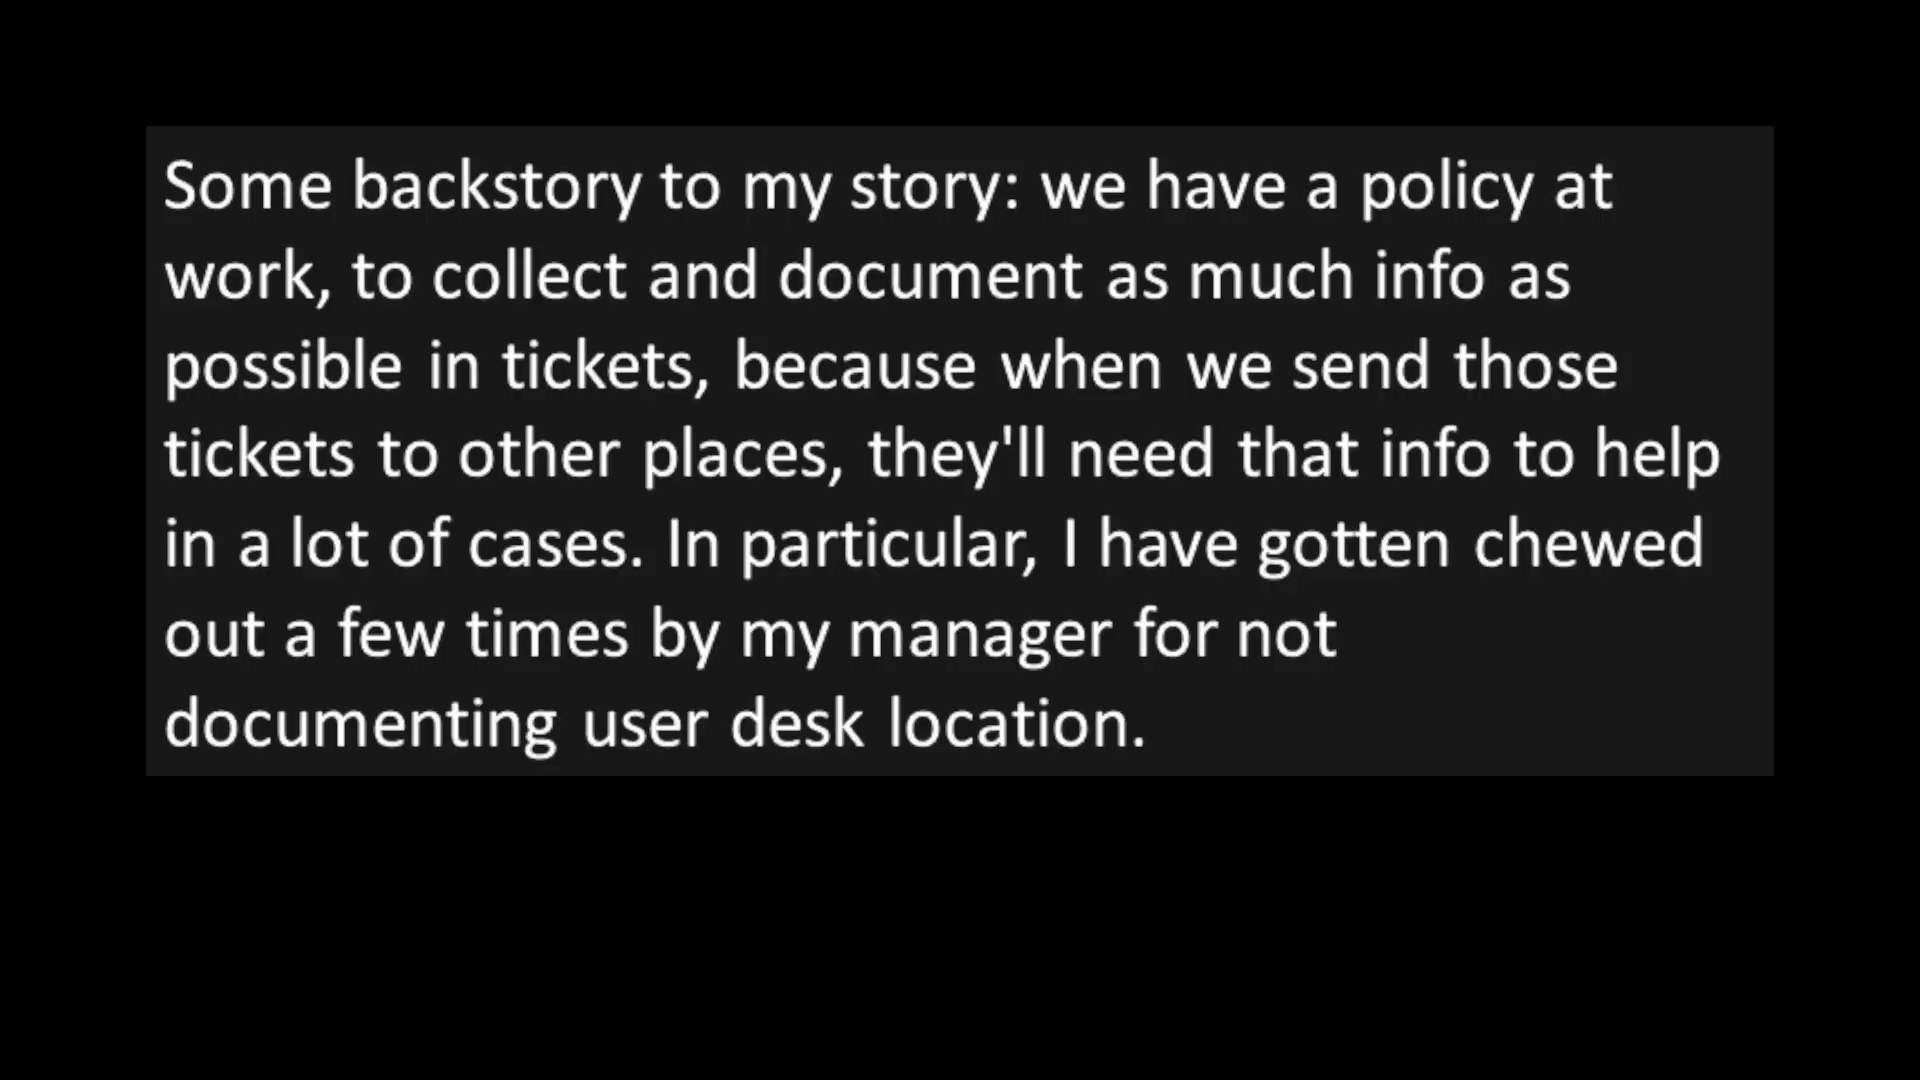 Some backstory to my story: we have a policy at
work, to collect and document as much info as
possible in tickets, because when we send those
tickets to other places, they'll need that info to help
in a lot of cases. In particular, I have gotten chewed
out a few times by my manager for not
documenting user desk location.